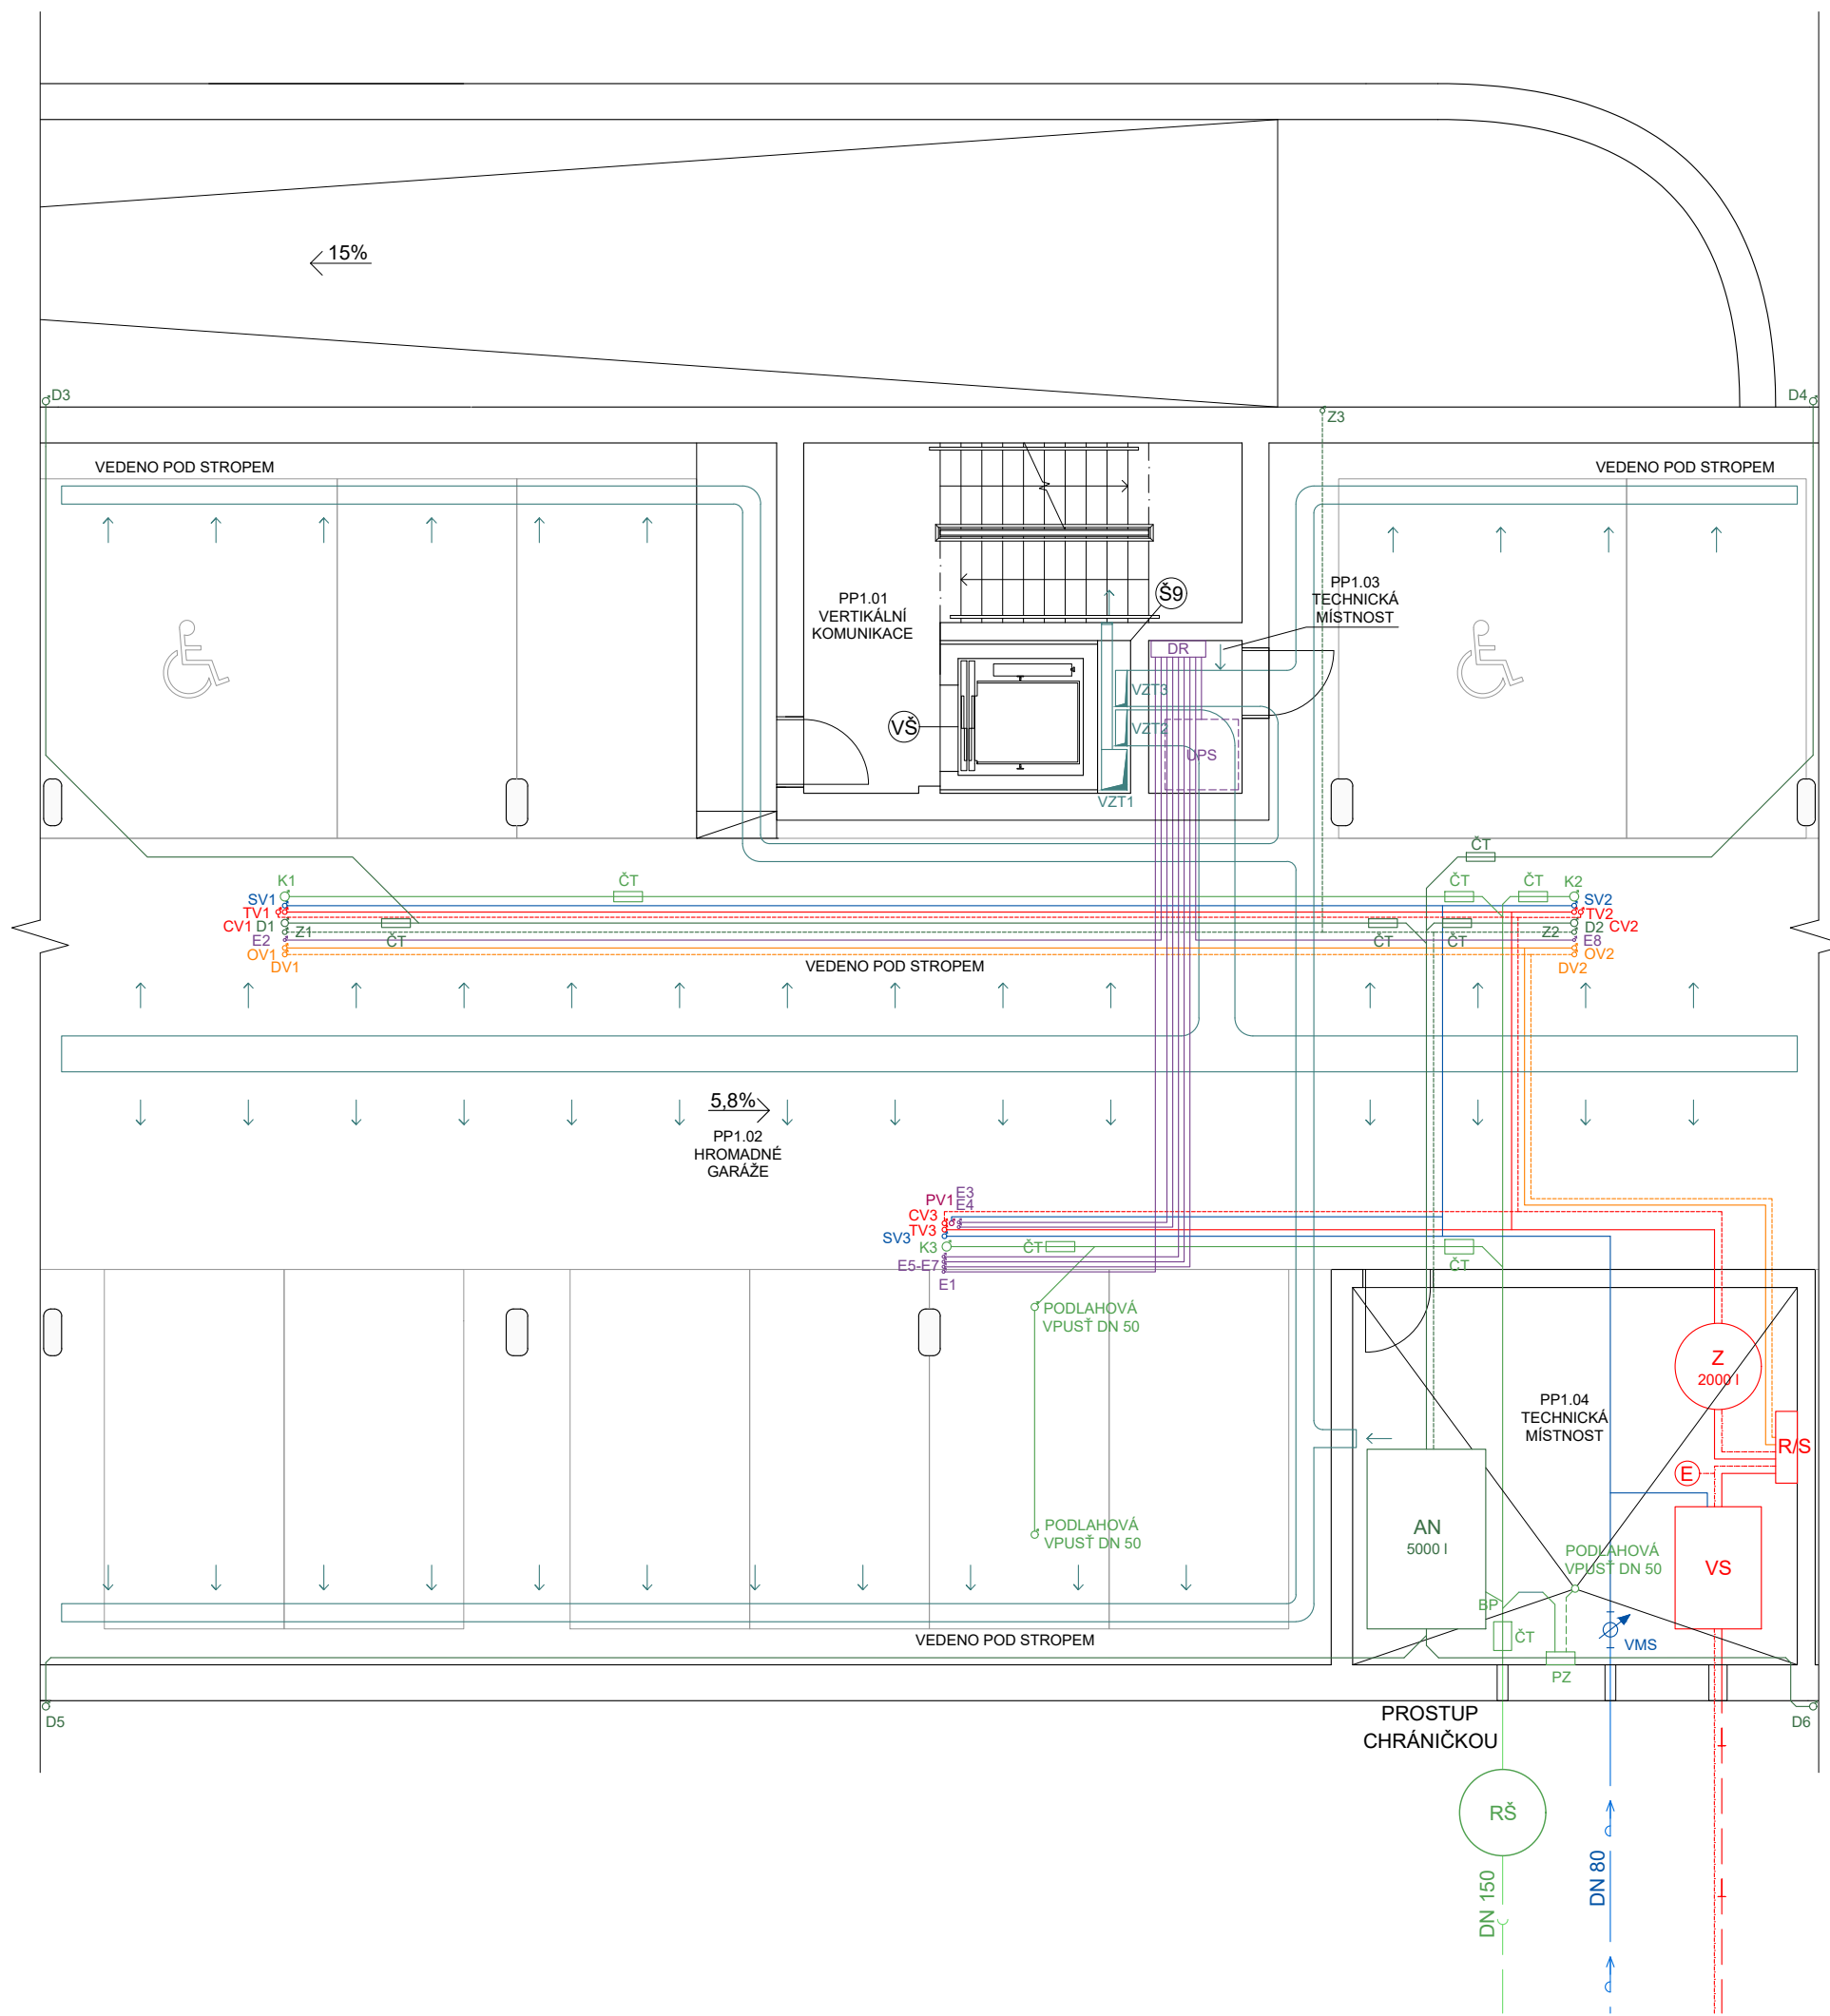 15%
D3
D4
Z3
VEDENO POD STROPEM
VEDENO POD STROPEM
PP1.01
VERTIKÁLNÍ
KOMUNIKACE
Š9
PP1.03
TECHNICKÁ
MÍSTNOST
DR
VZT3
VŠ
VZT2
UPS
VZT1
ČT
K1
ČT
ČT
ČT
K2
SV1
SV2
TV1
TV2
CV1
D1
Z1
Z2
D2
CV2
E2
ČT
ČT
ČT
E8
OV1
OV2
DV1
DV2
VEDENO POD STROPEM
5,8%
PP1.02
HROMADNÉ
GARÁŽE
E3
PV1
E4
CV3
TV3
SV3
K3
ČT
ČT
E5-E7
E1
PODLAHOVÁ
VPUSŤ DN 50
Z
2000 l
PP1.04
TECHNICKÁ
MÍSTNOST
R/S
E
PODLAHOVÁ
VPUSŤ DN 50
AN
5000 l
PODLAHOVÁ
VPUSŤ DN 50
VS
BP
ČT
VMS
VEDENO POD STROPEM
PZ
D5
D6
PROSTUP
CHRÁNIČKOU
RŠ
DN 150
DN 80